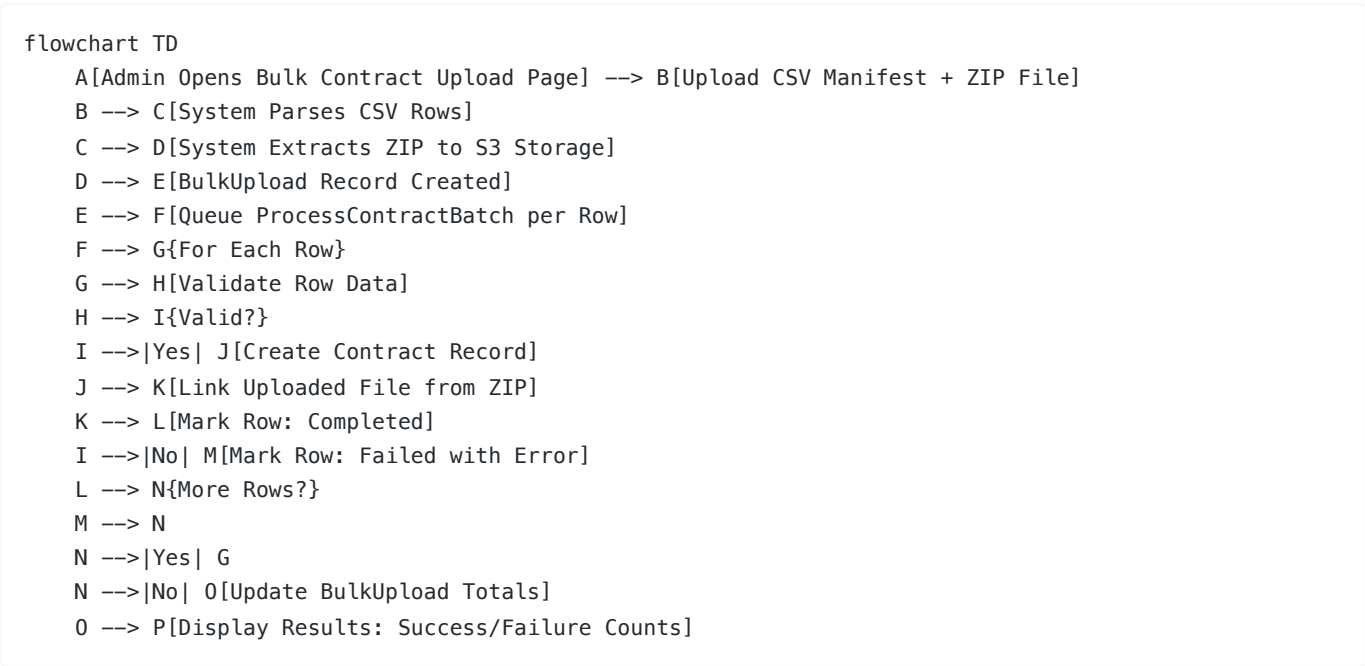 flowchart TD
    A[Admin Opens Bulk Contract Upload Page] --> B[Upload CSV Manifest + ZIP File]
    B --> C[System Parses CSV Rows]
    C --> D[System Extracts ZIP to S3 Storage]
    D --> E[BulkUpload Record Created]
    E --> F[Queue ProcessContractBatch per Row]
    F --> G{For Each Row}
    G --> H[Validate Row Data]
    H --> I{Valid?}
    I -->|Yes| J[Create Contract Record]
    J --> K[Link Uploaded File from ZIP]
    K --> L[Mark Row: Completed]
    I -->|No| M[Mark Row: Failed with Error]
    L --> N{More Rows?}
    M --> N
    N -->|Yes| G
    N -->|No| O[Update BulkUpload Totals]
    O --> P[Display Results: Success/Failure Counts]